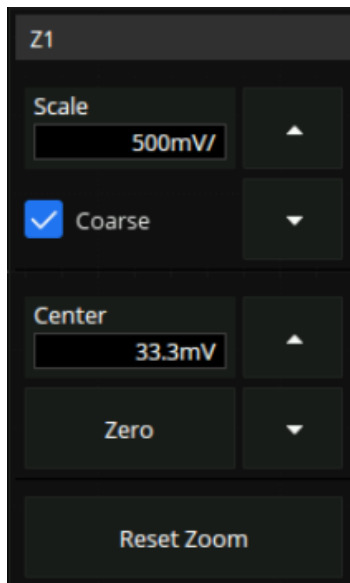 Z1
Scale
500mV/
Coarse
Center
33.3mV
Zero
Reset Zoom